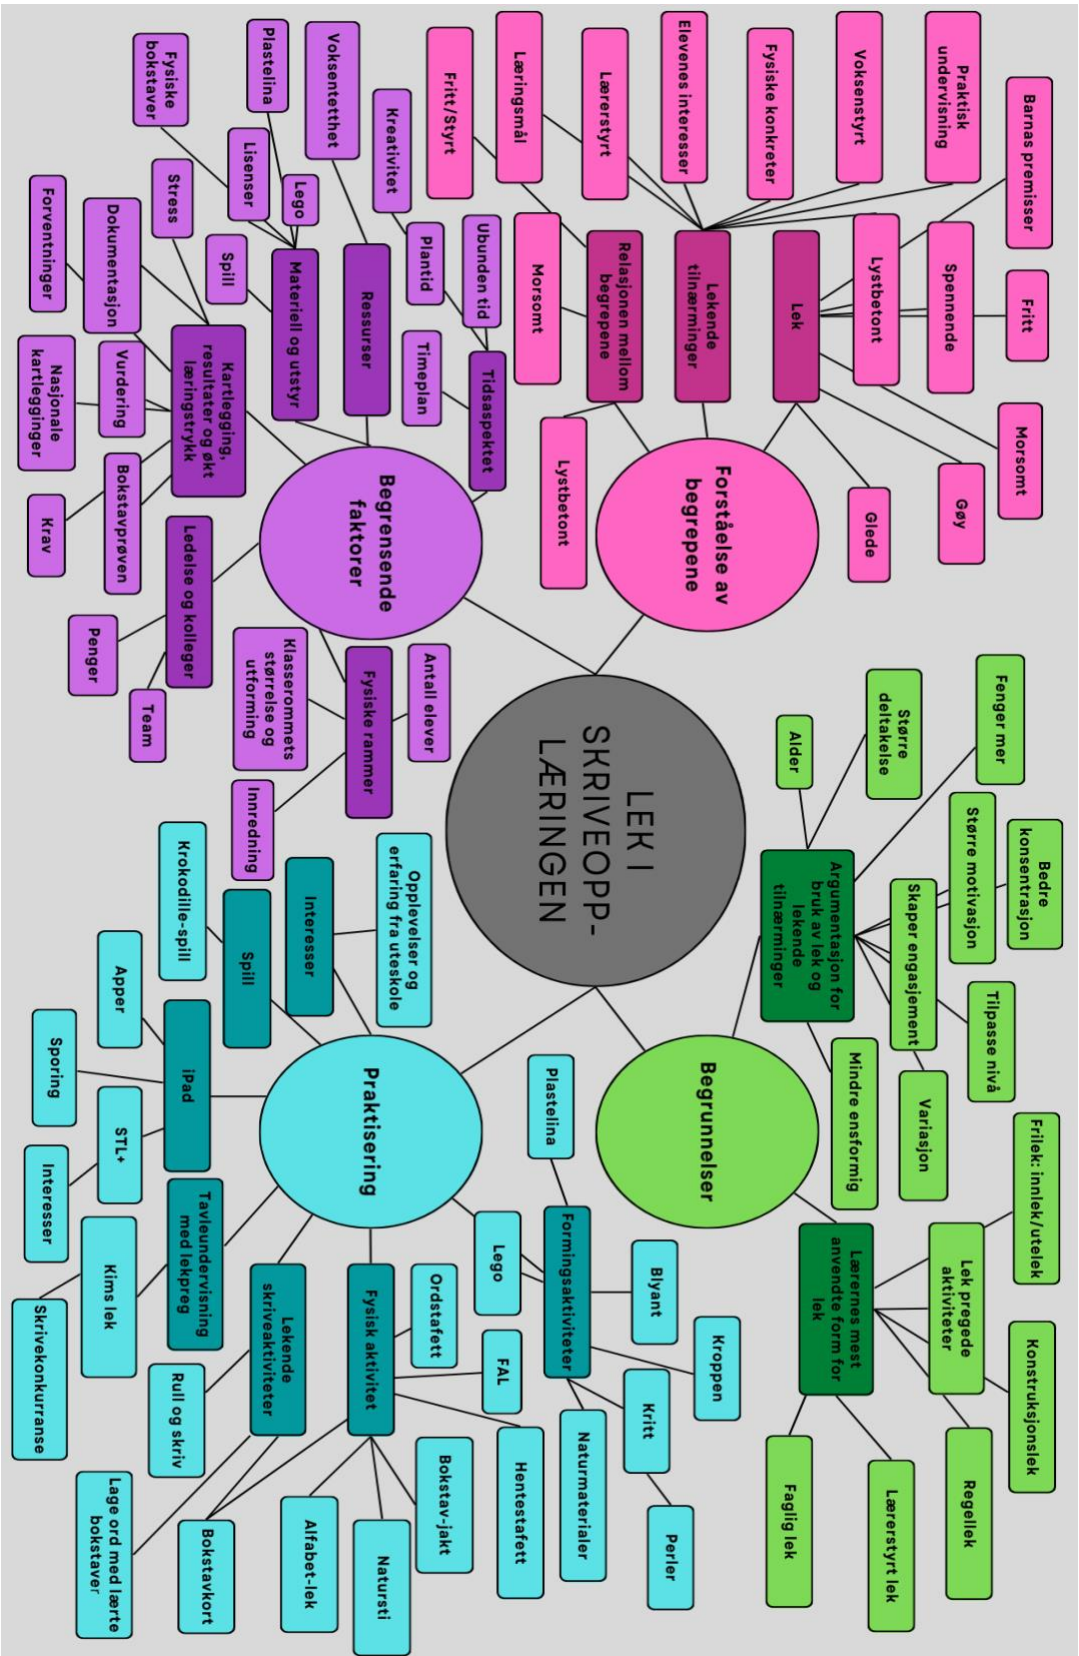 LEK I
SKRIVEOPP-
LÆRINGEN
Forståelse av
begrepene
Lek
Barnas premisser
Fritt
Spennende
Lystbetont
Morsomt
Gøy
Glede
Lekende
tilnærminger
Praktisk
undervisning
Voksenstyrt
Fysiske konkreter
Elevenes interesser
Lærerstyrt
Læringsmål
Relasjonen mellom
begrepene
Fritt/Styrt
Morsomt
Lystbetont
Begrensende
faktorer
Tidsaspektet
Ubunden tid
Plantid
Kreativitet
Timeplan
Ressurser
Voksentetthet
Materiell og utstyr
Lego
Lisenser
Plastelina
Fysiske
bokstaver
Spill
Kartlegging,
resultater og økt
læringstrykk
Stress
Dokumentasjon
Forventninger
Vurdering
Nasjonale
kartlegginger
Bokstavprøven
Krav
Ledelse og kolleger
Penger
Team
Fysiske rammer
Antall elever
Klasserommets
størrelse og
utforming
Innredning
Begrunnelser
Argumentasjon for
bruk av lek og
lekende
tilnærminger
Fenger mer
Større
deltakelse
Alder
Bedre
konsentrasjon
Større motivasjon
Skaper engasjement
Tilpasse nivå
Variasjon
Mindre ensformig
Lærernes mest
anvendte form for
lek
Frilek: innlek/utelek
Lek pregede
aktiviteter
Konstruksjonslek
Regellek
Lærerstyrt lek
Faglig lek
Praktisering
Interesser
Opplevelser og
erfaring fra uteskole
Spill
Krokodille-spill
iPad
Apper
Sporing
STL+
Interesser
Tavleundervisning
med lekpreg
Kims lek
Skrivekonkurranse
Lekende
skriveaktiviteter
Rull og skriv
Lage ord med lærte
bokstaver
Bokstavkort
Fysisk aktivitet
Ordstafett
FAL
Hentestafett
Bokstav-jakt
Natursti
Alfabet-lek
Formingsaktiviteter
Plastelina
Lego
Blyant
Kroppen
Kritt
Perler
Naturmaterialer